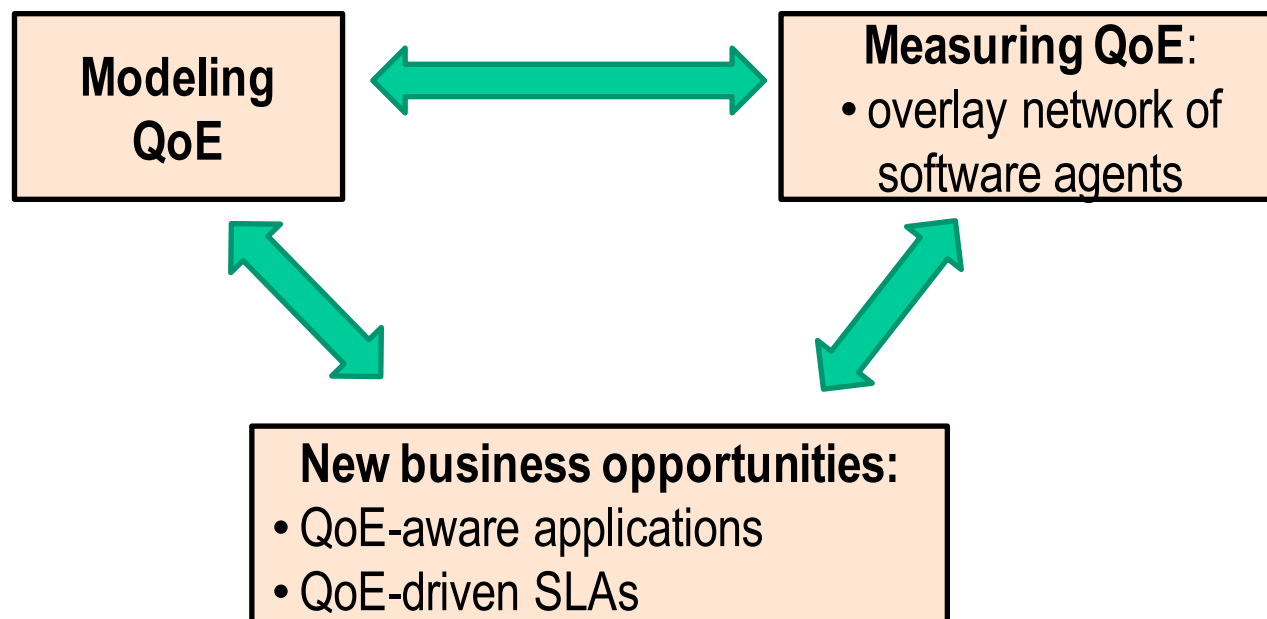 Modeling
QoE
Measuring QoE:
• overlay network of
software agents
New business opportunities:
• QoE-aware applications
• QoE-driven SLAs